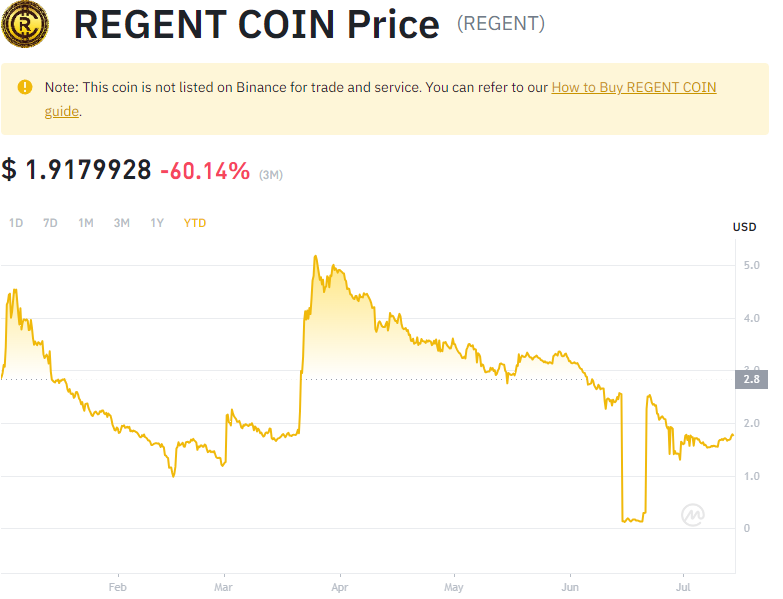 REGENT COIN Price (REGENT)
Note: This coin is not listed on Binance for trade and service. You can refer to our How to Buy REGENT COIN
guide.
$ 1.9179928 -60.14% (3M)
1D 7D 1M 3M 1Y YTD
USD
5.0
4.0
3.0
2.8
2.0
1.0
0
Feb Mar Apr May Jun Jul